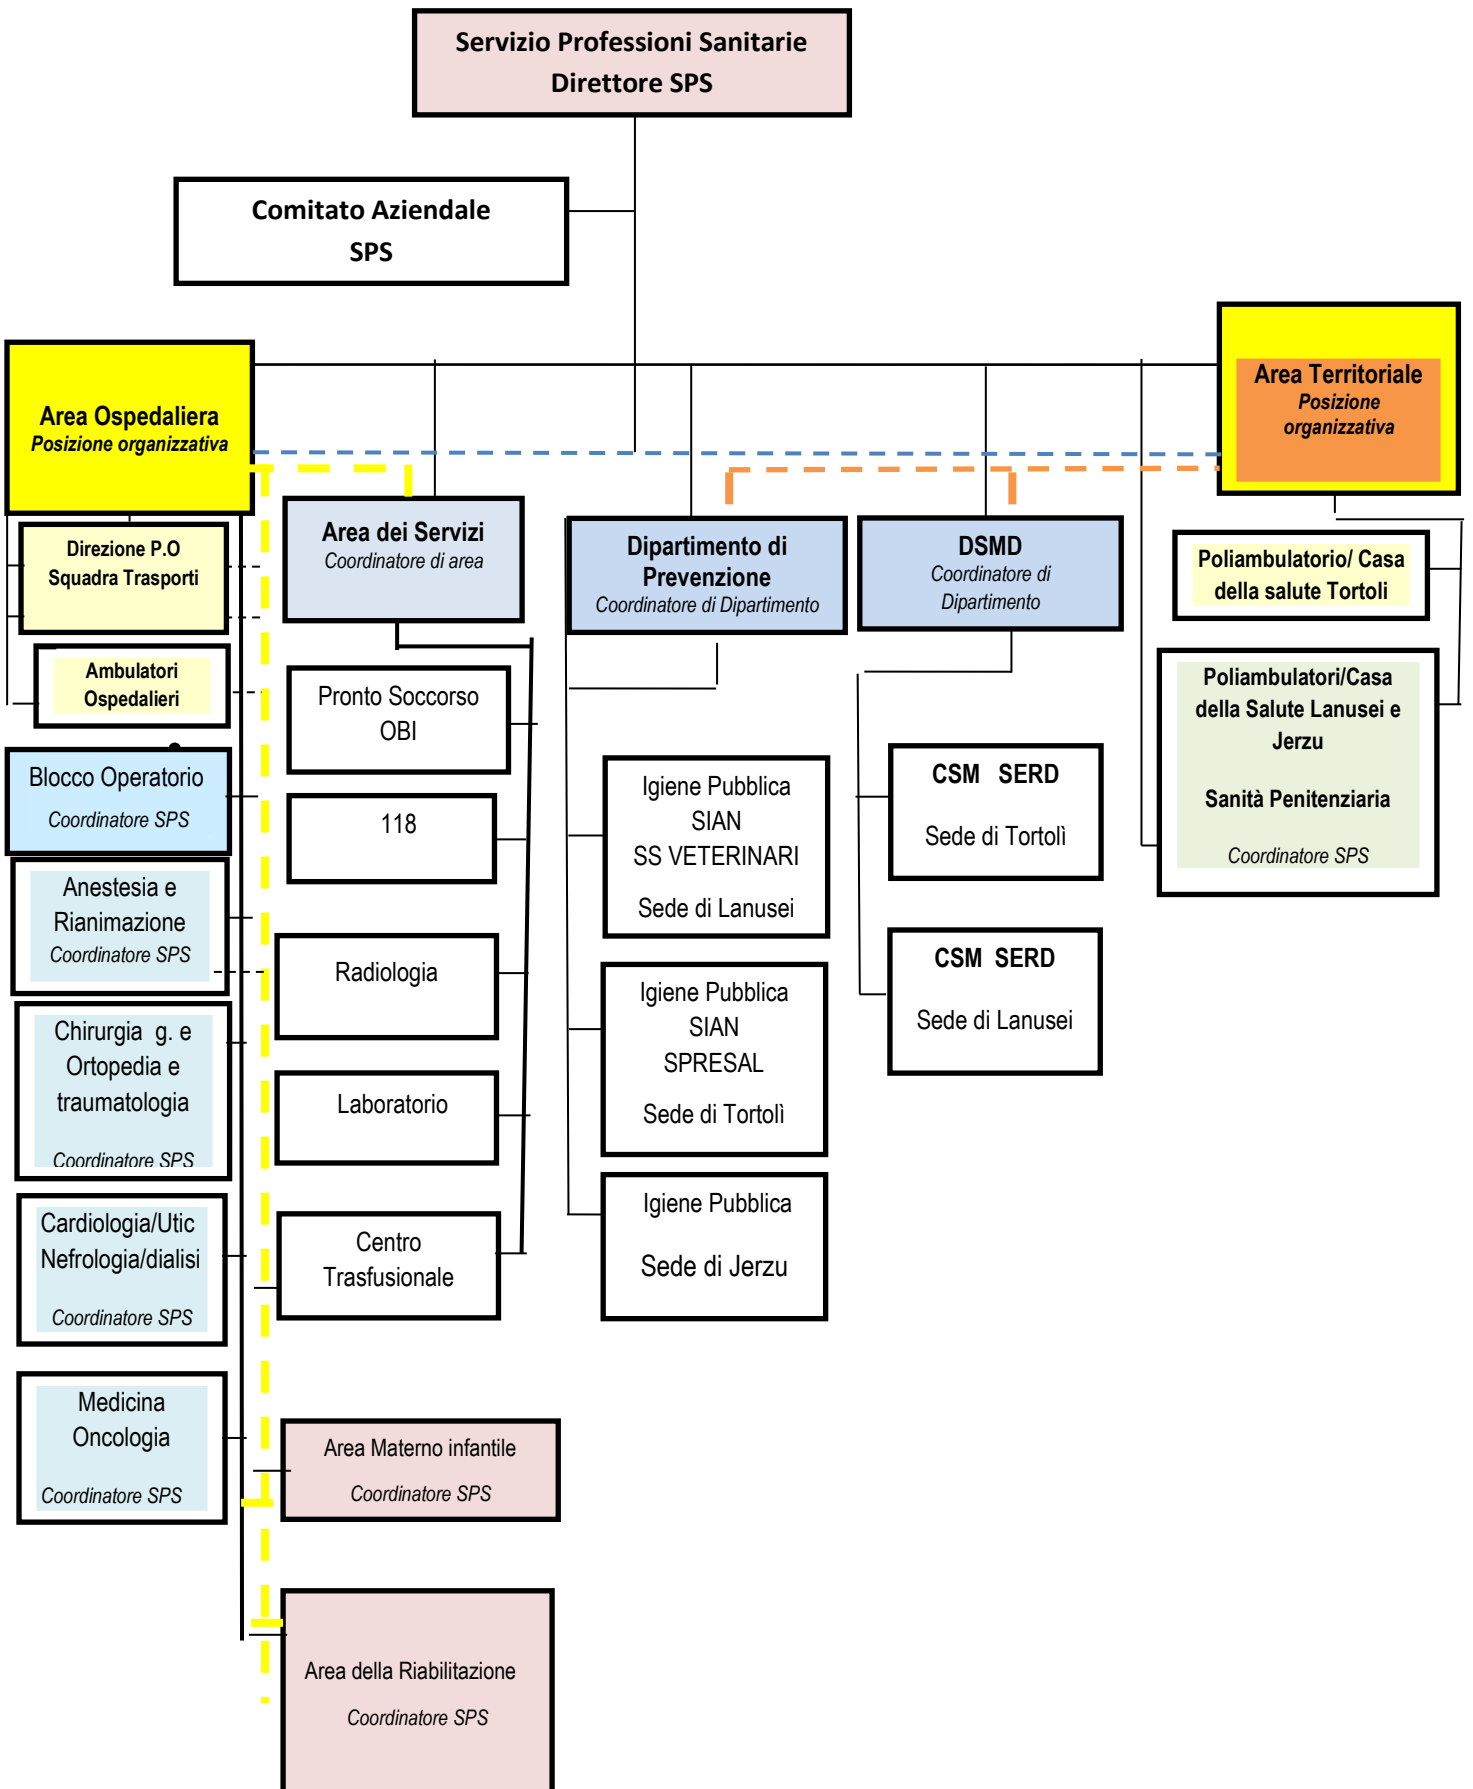 Servizio Professioni Sanitarie
Direttore SPS
Comitato Aziendale
SPS
Area Ospedaliera
Posizione organizzativa
Area Territoriale
Posizione
organizzativa
Direzione P.O
Squadra Trasporti
Ambulatori
Ospedalieri
Blocco Operatorio
Coordinatore SPS
Anestesia e
Rianimazione
Coordinatore SPS
Chirurgia g. e
Ortopedia e
traumatologia
Coordinatore SPS
Cardiologia/Utic
Nefrologia/dialisi
Coordinatore SPS
Medicina
Oncologia
Coordinatore SPS
Area dei Servizi
Coordinatore di area
Pronto Soccorso
OBI
118
Radiologia
Laboratorio
Centro
Trasfusionale
Area Materno infantile
Coordinatore SPS
Area della Riabilitazione
Coordinatore SPS
Dipartimento di
Prevenzione
Coordinatore di Dipartimento
Igiene Pubblica
SIAN
SS VETERINARI
Sede di Lanusei
Igiene Pubblica
SIAN
SPRESAL
Sede di Tortolì
Igiene Pubblica
Sede di Jerzu
DSMD
Coordinatore di
Dipartimento
CSM SERD
Sede di Tortolì
CSM SERD
Sede di Lanusei
Poliambulatorio/ Casa
della salute Tortoli
Poliambulatori/Casa
della Salute Lanusei e
Jerzu
Sanità Penitenziaria
Coordinatore SPS